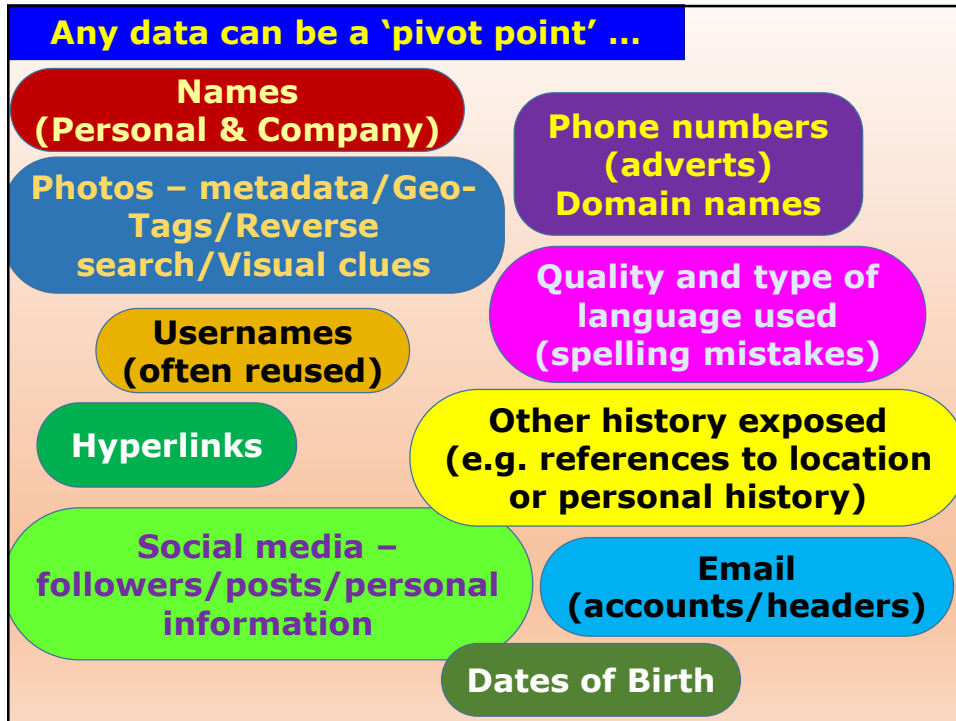 Any data can be a ‘pivot point’ …
Names
(Personal & Company)
Phone numbers
(adverts)
Domain names
Photos – metadata/Geo-
Tags/Reverse
search/Visual clues
Quality and type of
language used
(spelling mistakes)
Usernames
(often reused)
Other history exposed
(e.g. references to location
or personal history)
Hyperlinks
Social media –
followers/posts/personal
information
Email
(accounts/headers)
Dates of Birth